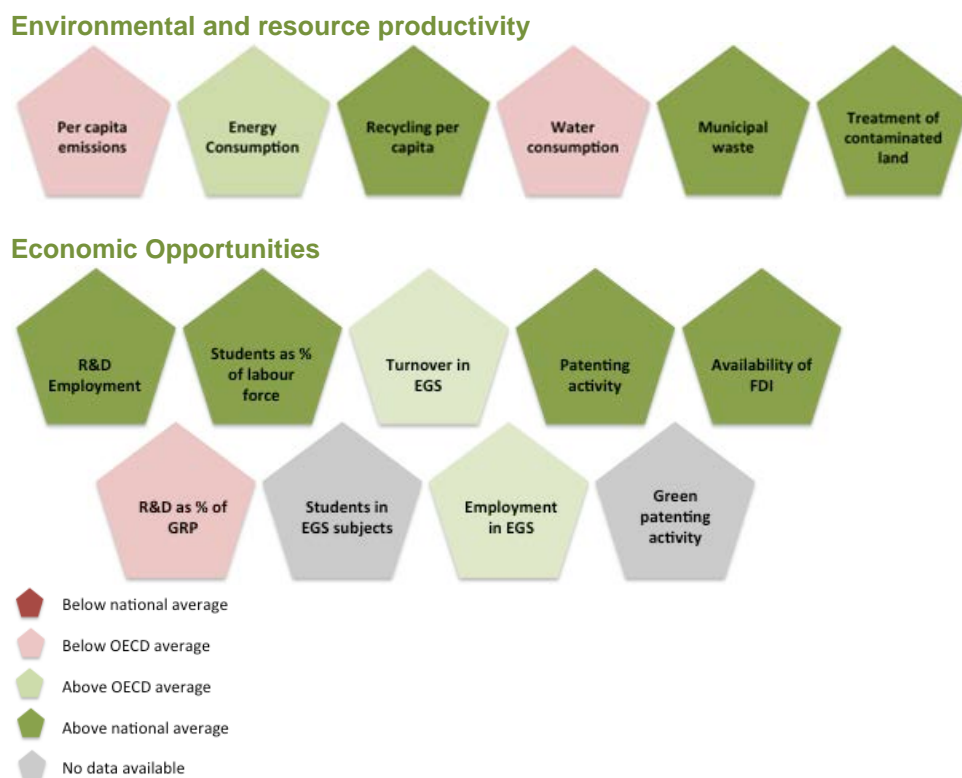 Environmental and resource productivity
Per capita
emissions
Energy
Consumption
Recycling per
capita
Water
consumption
Municipal
waste
Treatment of
contaminated
land
Economic Opportunities
R&D
Employment
Students as %
of labour
force
Turnover in
EGS
Patenting
activity
Availability of
FDI
R&D as % of
GRP
Students in
EGS subjects
Employment
in EGS
Green
patenting
activity
Below national average
Below OECD average
Above OECD average
Above national average
No data available